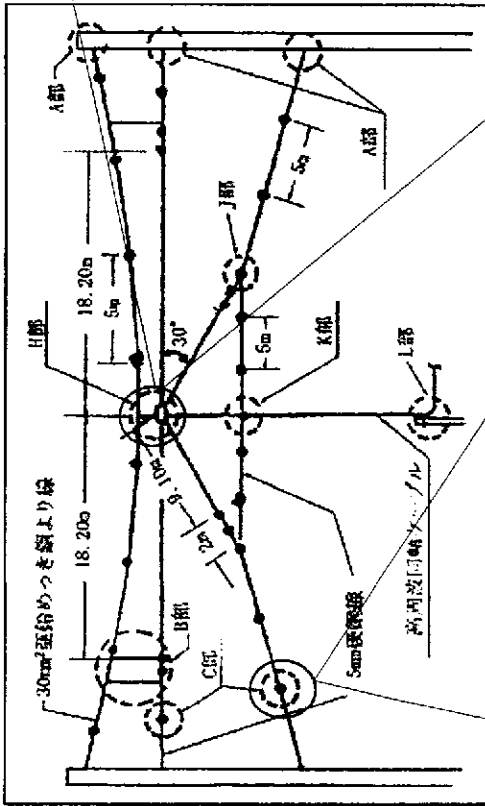 30mm²亜鉛めっき鋼より線
18.20m
18.20m
A部
H部
5m
30°
9.10m
2m
B部
C部
J部
5m
5m
K部
A部
L部
5mm硬銅線
高周波同軸ケーブル